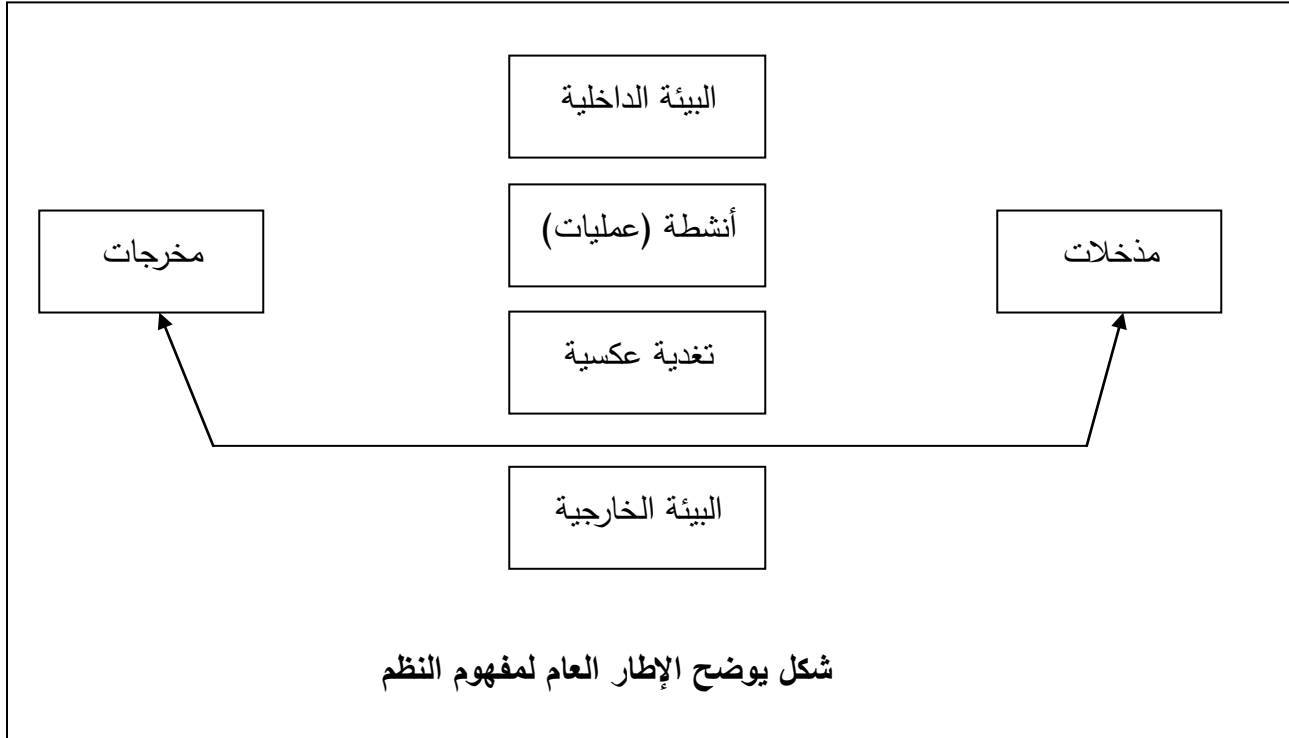 البيئة الداخلية
أنشطة (عمليات)
مذخلات
مخرجات
تغدية عكسية
البيئة الخارجية
شكل يوضح الإطار العام لمفهوم النظم